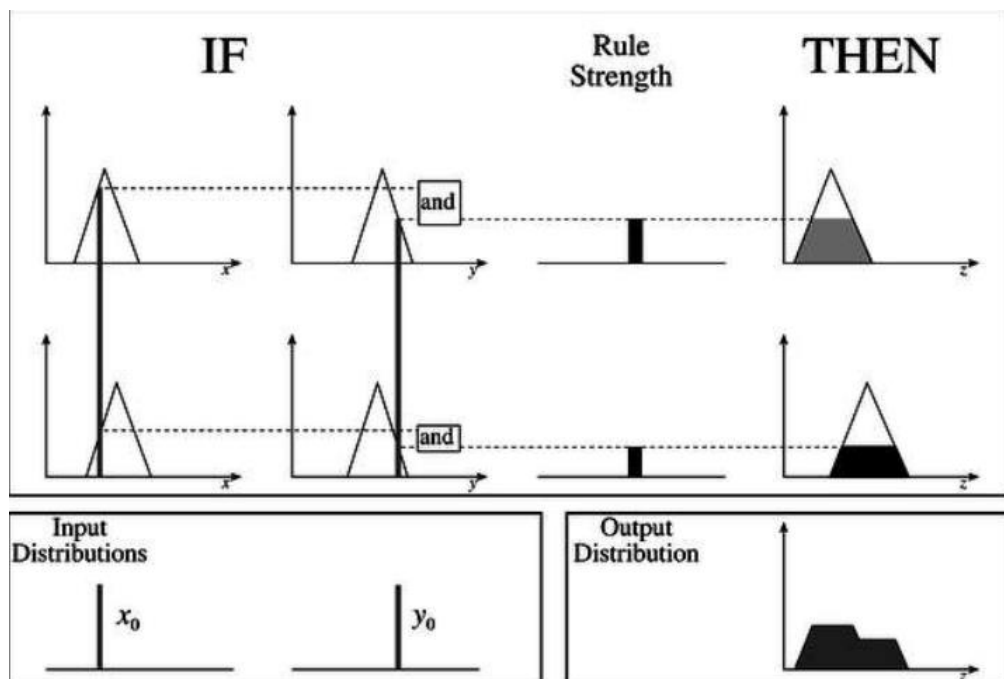 IF
Rule
Strength
THEN
x
y
and
z
x
y
and
z
Input
Distributions
x₀
y₀
Output
Distribution
z